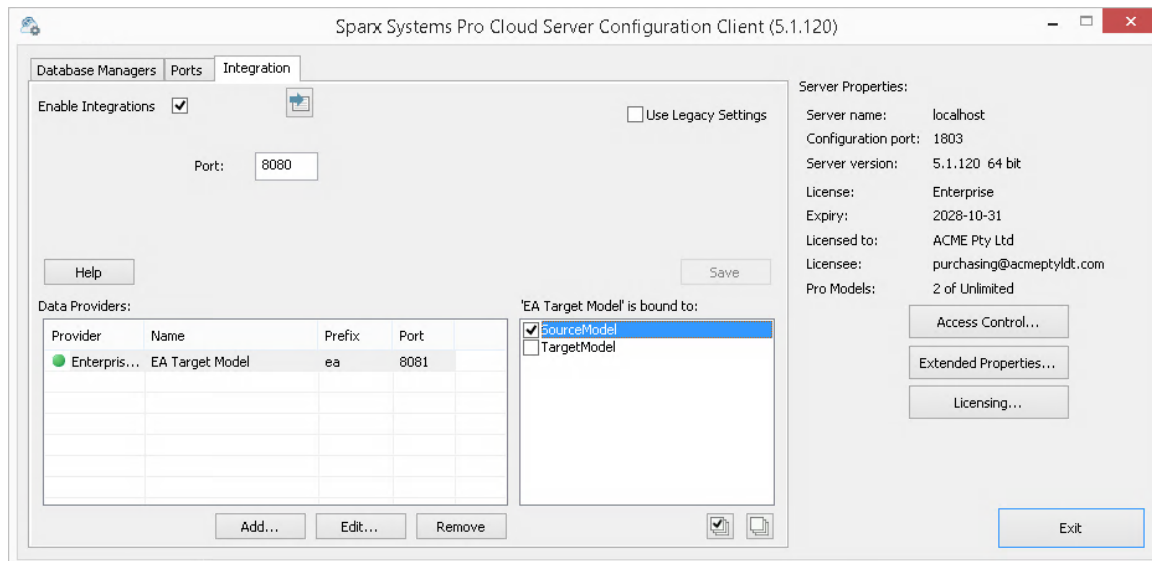 Sparx Systems Pro Cloud Server Configuration Client (5.1.120)
Database Managers Ports Integration
Enable Integrations
Use Legacy Settings
Port: 8080
Help
Save
Data Providers:
Provider Name Prefix Port
Enterpris... EA Target Model ea 8081
Add... Edit... Remove
'EA Target Model' is bound to:
SourceModel
TargetModel
Server Properties:
Server name: localhost
Configuration port: 1803
Server version: 5.1.120 64 bit
License: Enterprise
Expiry: 2028-10-31
Licensed to: ACME Pty Ltd
Licensee: purchasing@acmeptyldt.com
Pro Models: 2 of Unlimited
Access Control...
Extended Properties...
Licensing...
Exit